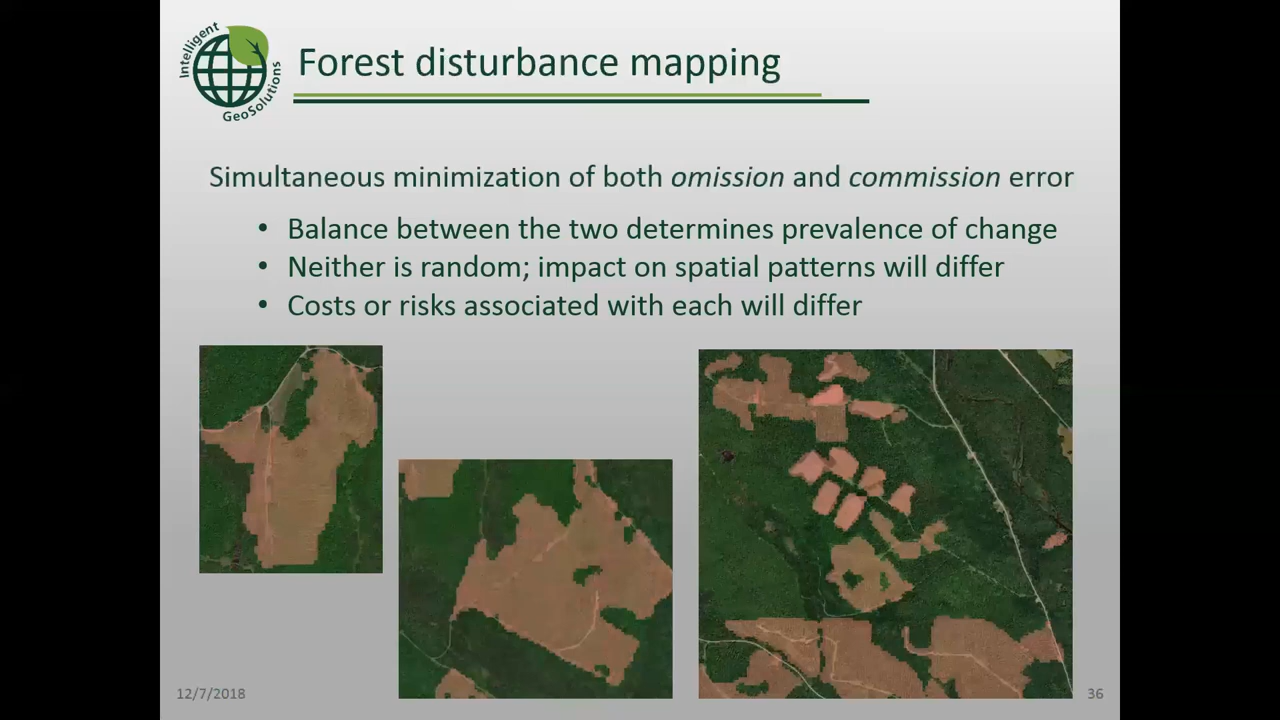 Intelligent
GeoSolutions
Forest disturbance mapping
Simultaneous minimization of both omission and commission error
• Balance between the two determines prevalence of change
• Neither is random; impact on spatial patterns will differ
• Costs or risks associated with each will differ
12/7/2018
36